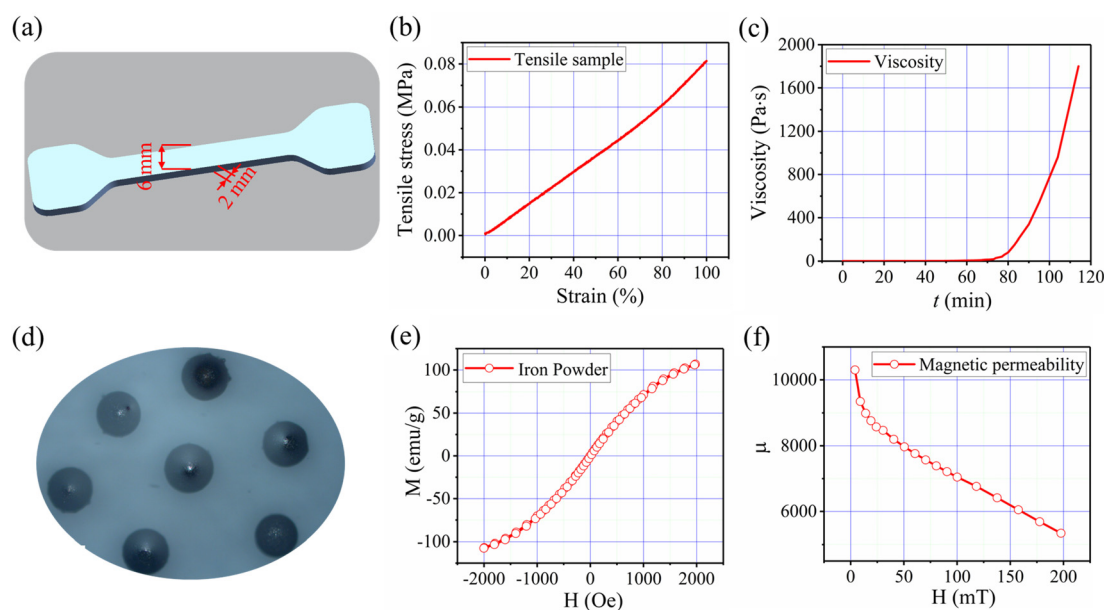 (a)
6 mm
2 mm
(b)
Tensile sample
Tensile stress (MPa)
0.08
0.06
0.04
0.02
0.00
0 20 40 60 80 100
Strain (%)
(c)
Viscosity
Viscosity (Pa·s)
2000
1600
1200
800
400
0
0 20 40 60 80 100 120
t (min)
(d)
(e)
Iron Powder
M (emu/g)
100
50
0
-50
-100
-2000 -1000 0 1000 2000
H (Oe)
(f)
Magnetic permeability
μ
10000
8000
6000
0 50 100 150 200
H (mT)